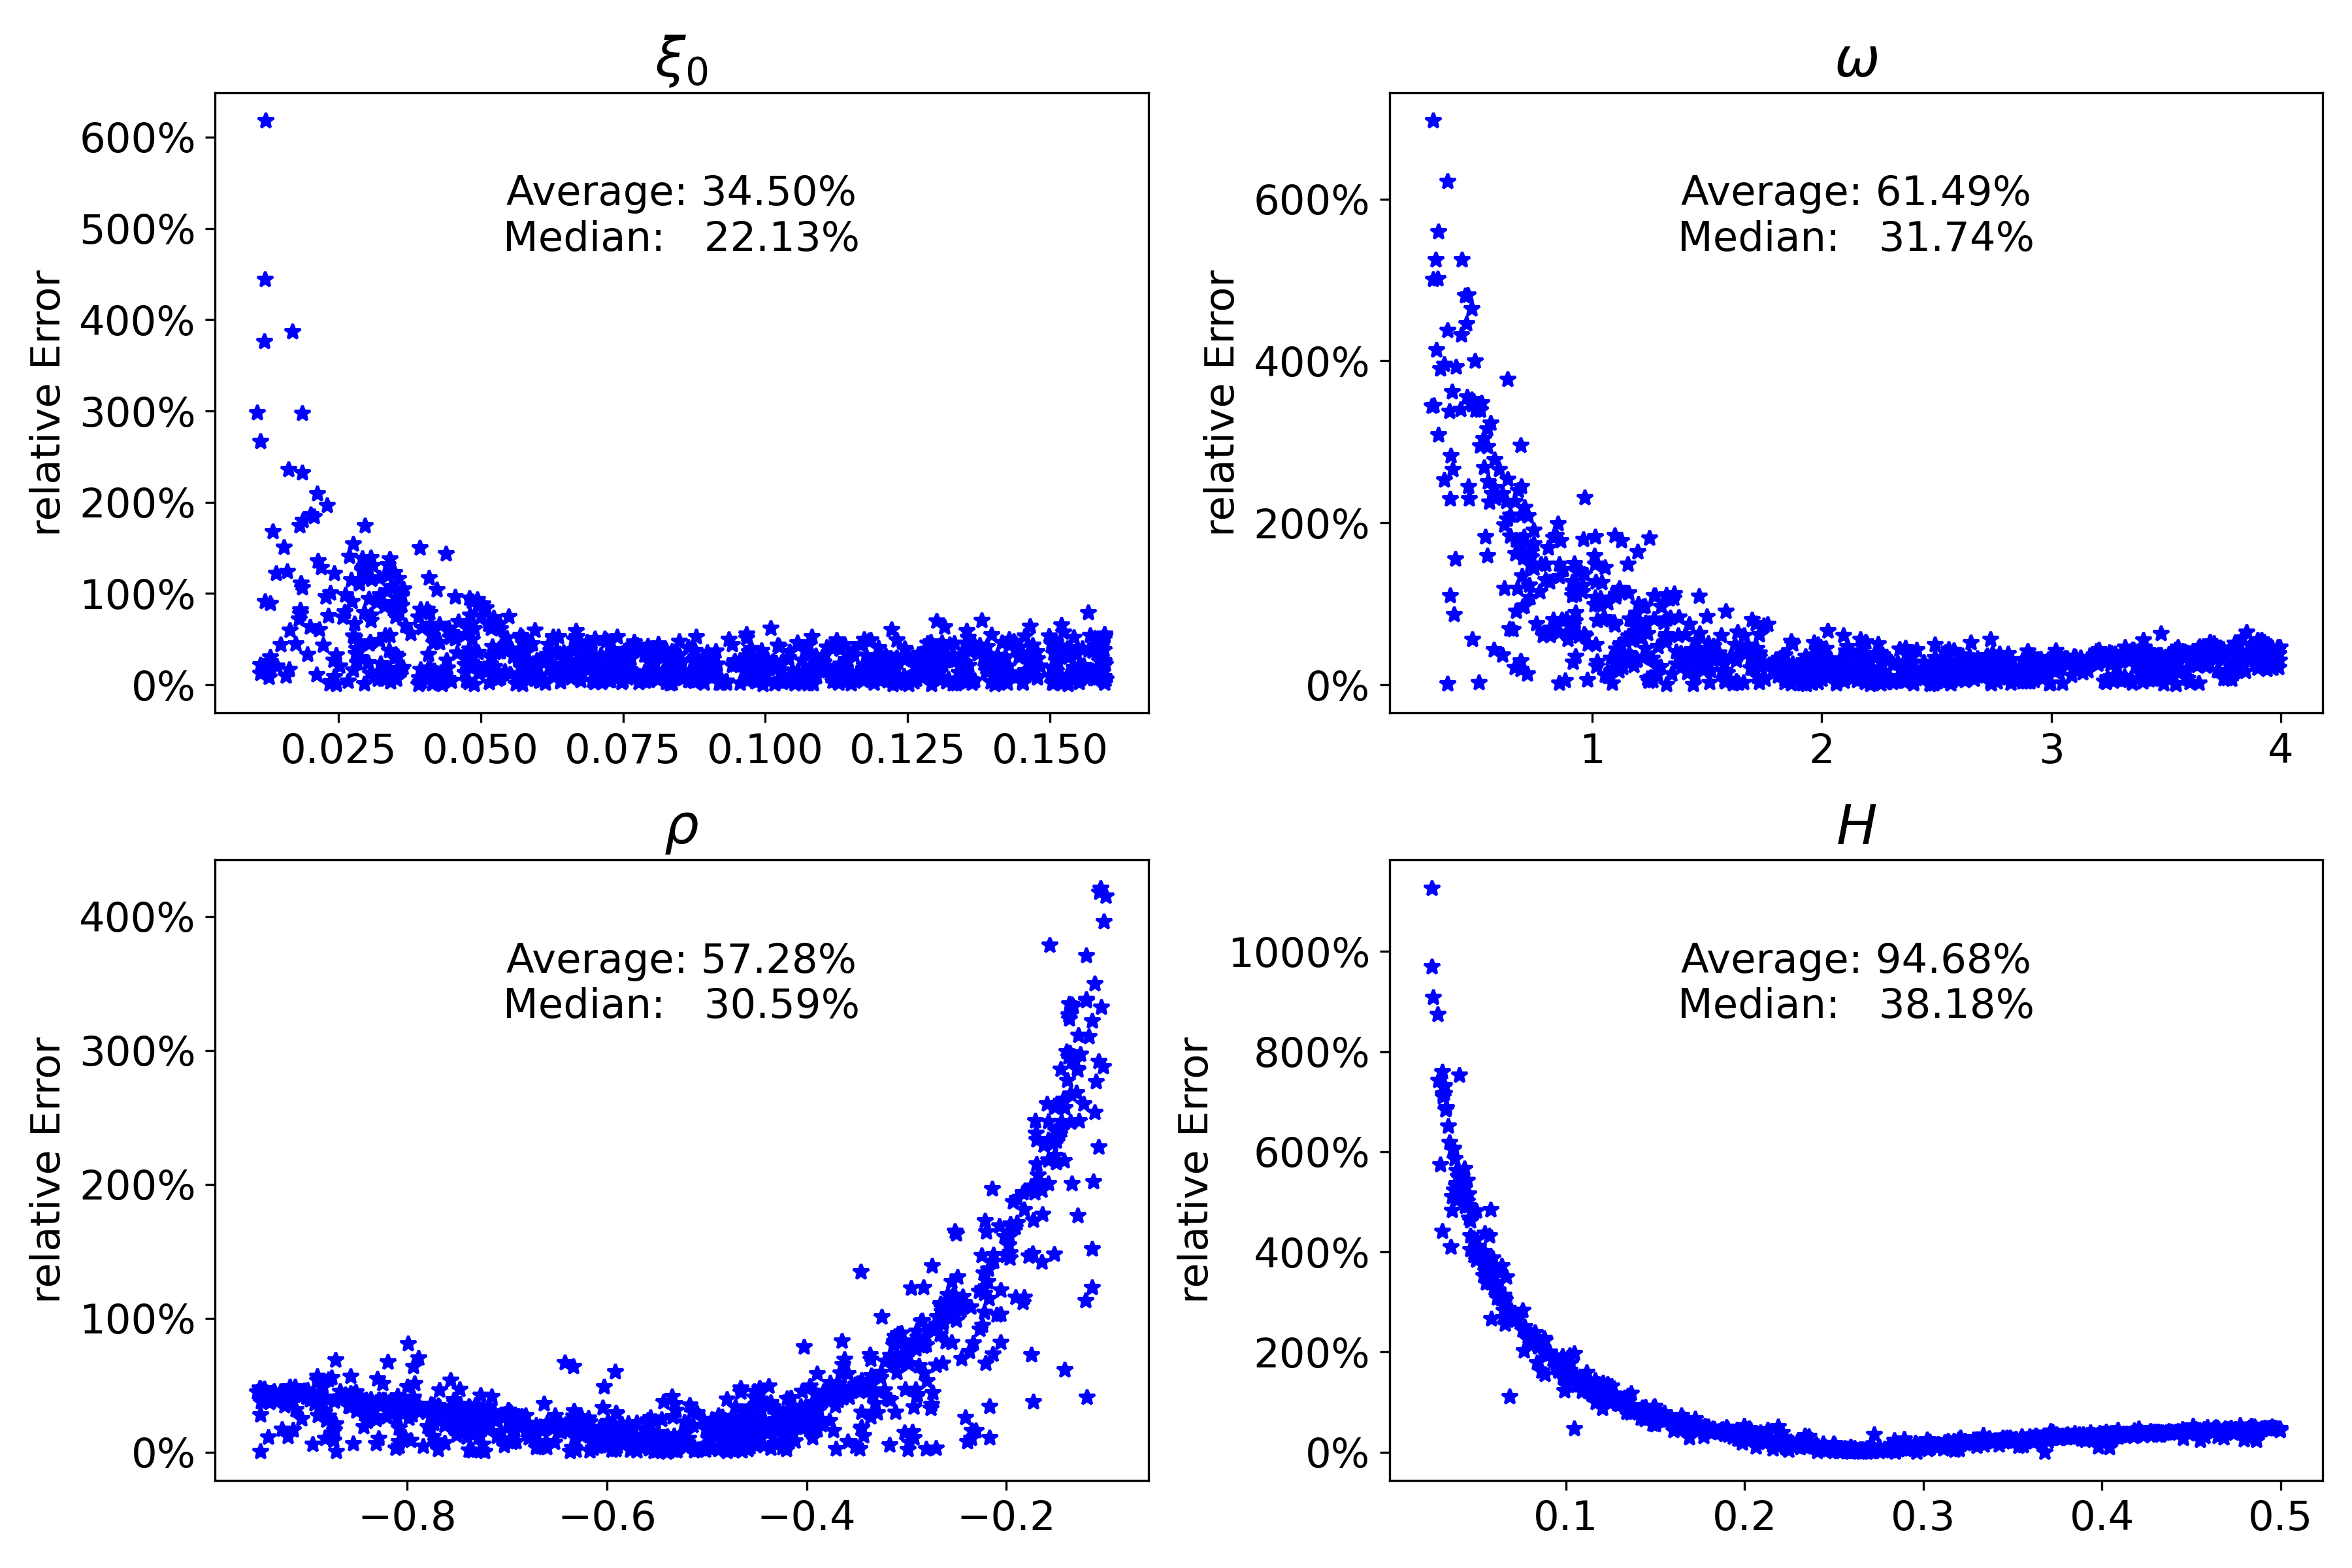 ξ₀
600%
500%
400%
300%
200%
100%
0%
relative Error
Average: 34.50%
Median: 22.13%
0.025 0.050 0.075 0.100 0.125 0.150
ω
600%
400%
200%
0%
relative Error
Average: 61.49%
Median: 31.74%
1 2 3 4
ρ
400%
300%
200%
100%
0%
relative Error
Average: 57.28%
Median: 30.59%
−0.8 −0.6 −0.4 −0.2
H
1000%
800%
600%
400%
200%
0%
relative Error
Average: 94.68%
Median: 38.18%
0.1 0.2 0.3 0.4 0.5